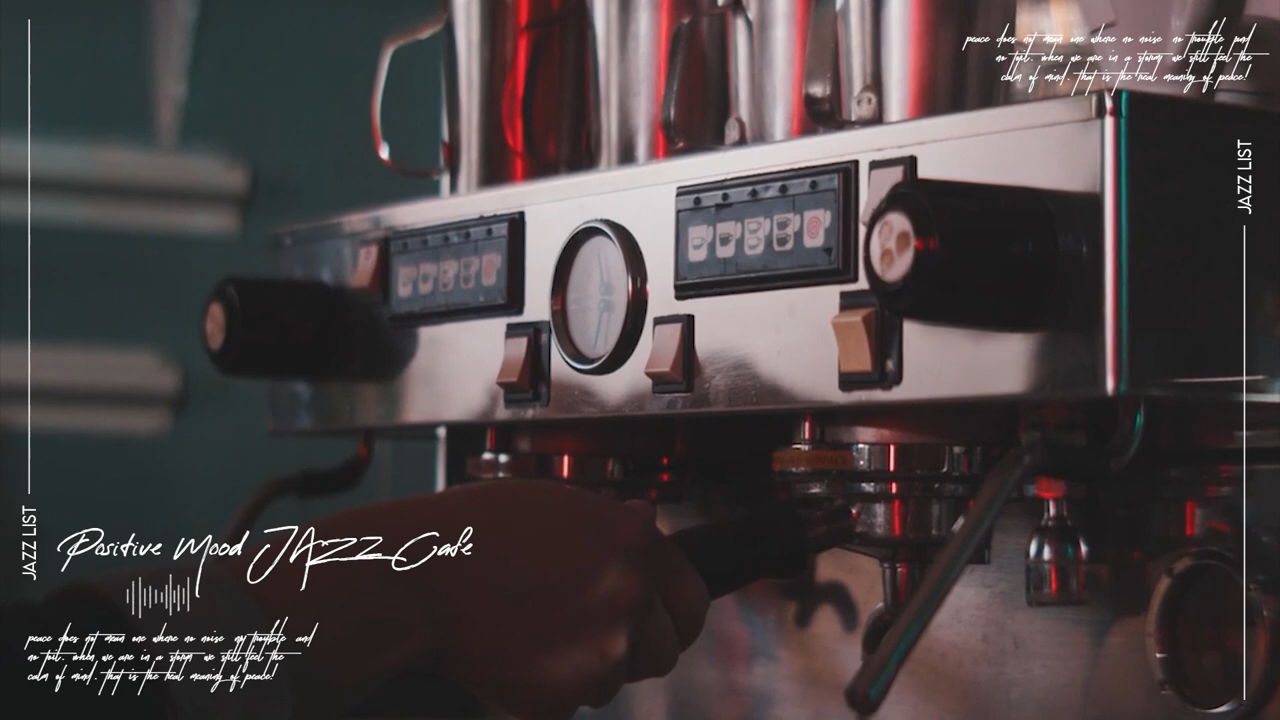 peace does not mean one where no noise no trouble and
no toil. when we are in a storm we still feel the
calm of mind. that is the real meaning of peace!
JAZZ LIST
JAZZ LIST
Positive Mood JAZZ Cafe
peace does not mean one where no noise no trouble and
no toil. when we are in a storm we still feel the
calm of mind. that is the real meaning of peace!